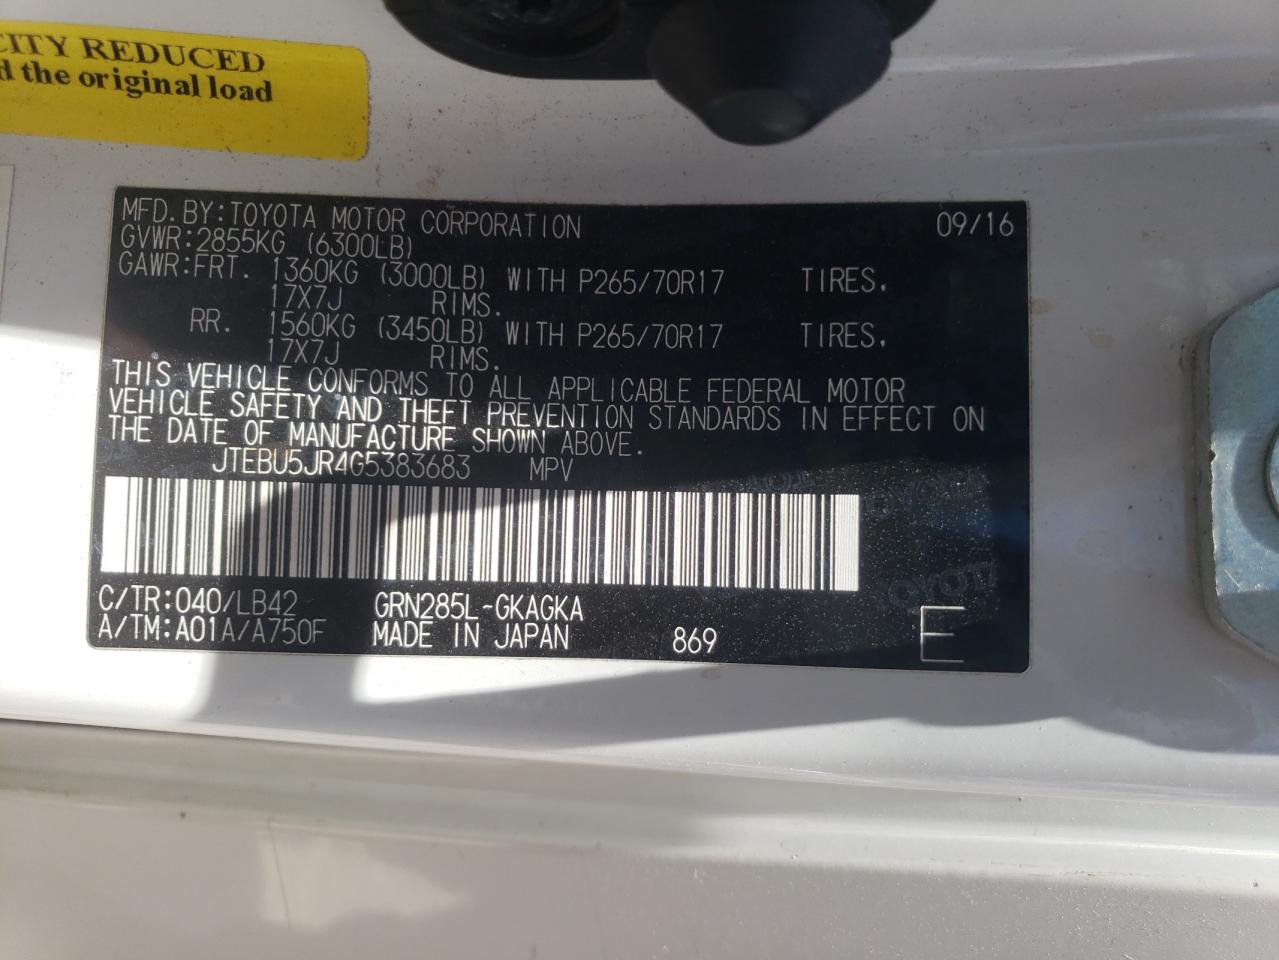 CITY REDUCED
d the original load
MFD.BY:TOYOTA MOTOR CORPORATION 09/16
GVWR:2855KG (6300LB)
GAWR:FRT. 1360KG (3000LB) WITH P265/70R17 TIRES.
17X7J RIMS.
RR. 1560KG (3450LB) WITH P265/70R17 TIRES.
17X7J RIMS.
THIS VEHICLE CONFORMS TO ALL APPLICABLE FEDERAL MOTOR
VEHICLE SAFETY AND THEFT PREVENTION STANDARDS IN EFFECT ON
THE DATE OF MANUFACTURE SHOWN ABOVE.
JTEBU5JR4G5383683 MPV
TOYOTA
TOYOTA
C/TR:040/LB42 GRN285L-GKAGKA
A/TM:A01A/A750F MADE IN JAPAN 869 E